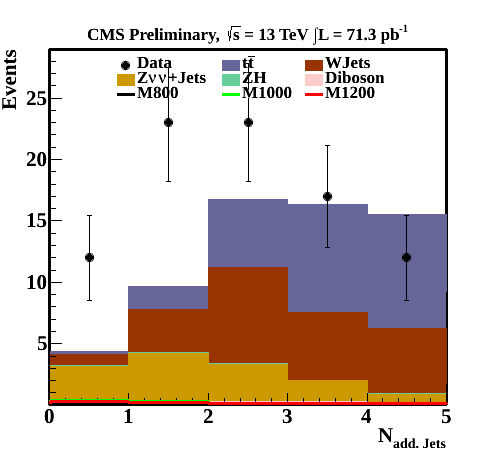 CMS Preliminary, √s = 13 TeV ∫L = 71.3 pb⁻¹
Events
Data tt̄ WJets
Zνν+Jets ZH Diboson
M800 M1000 M1200
25
20
15
10
5
0 1 2 3 4 5
N_add. Jets